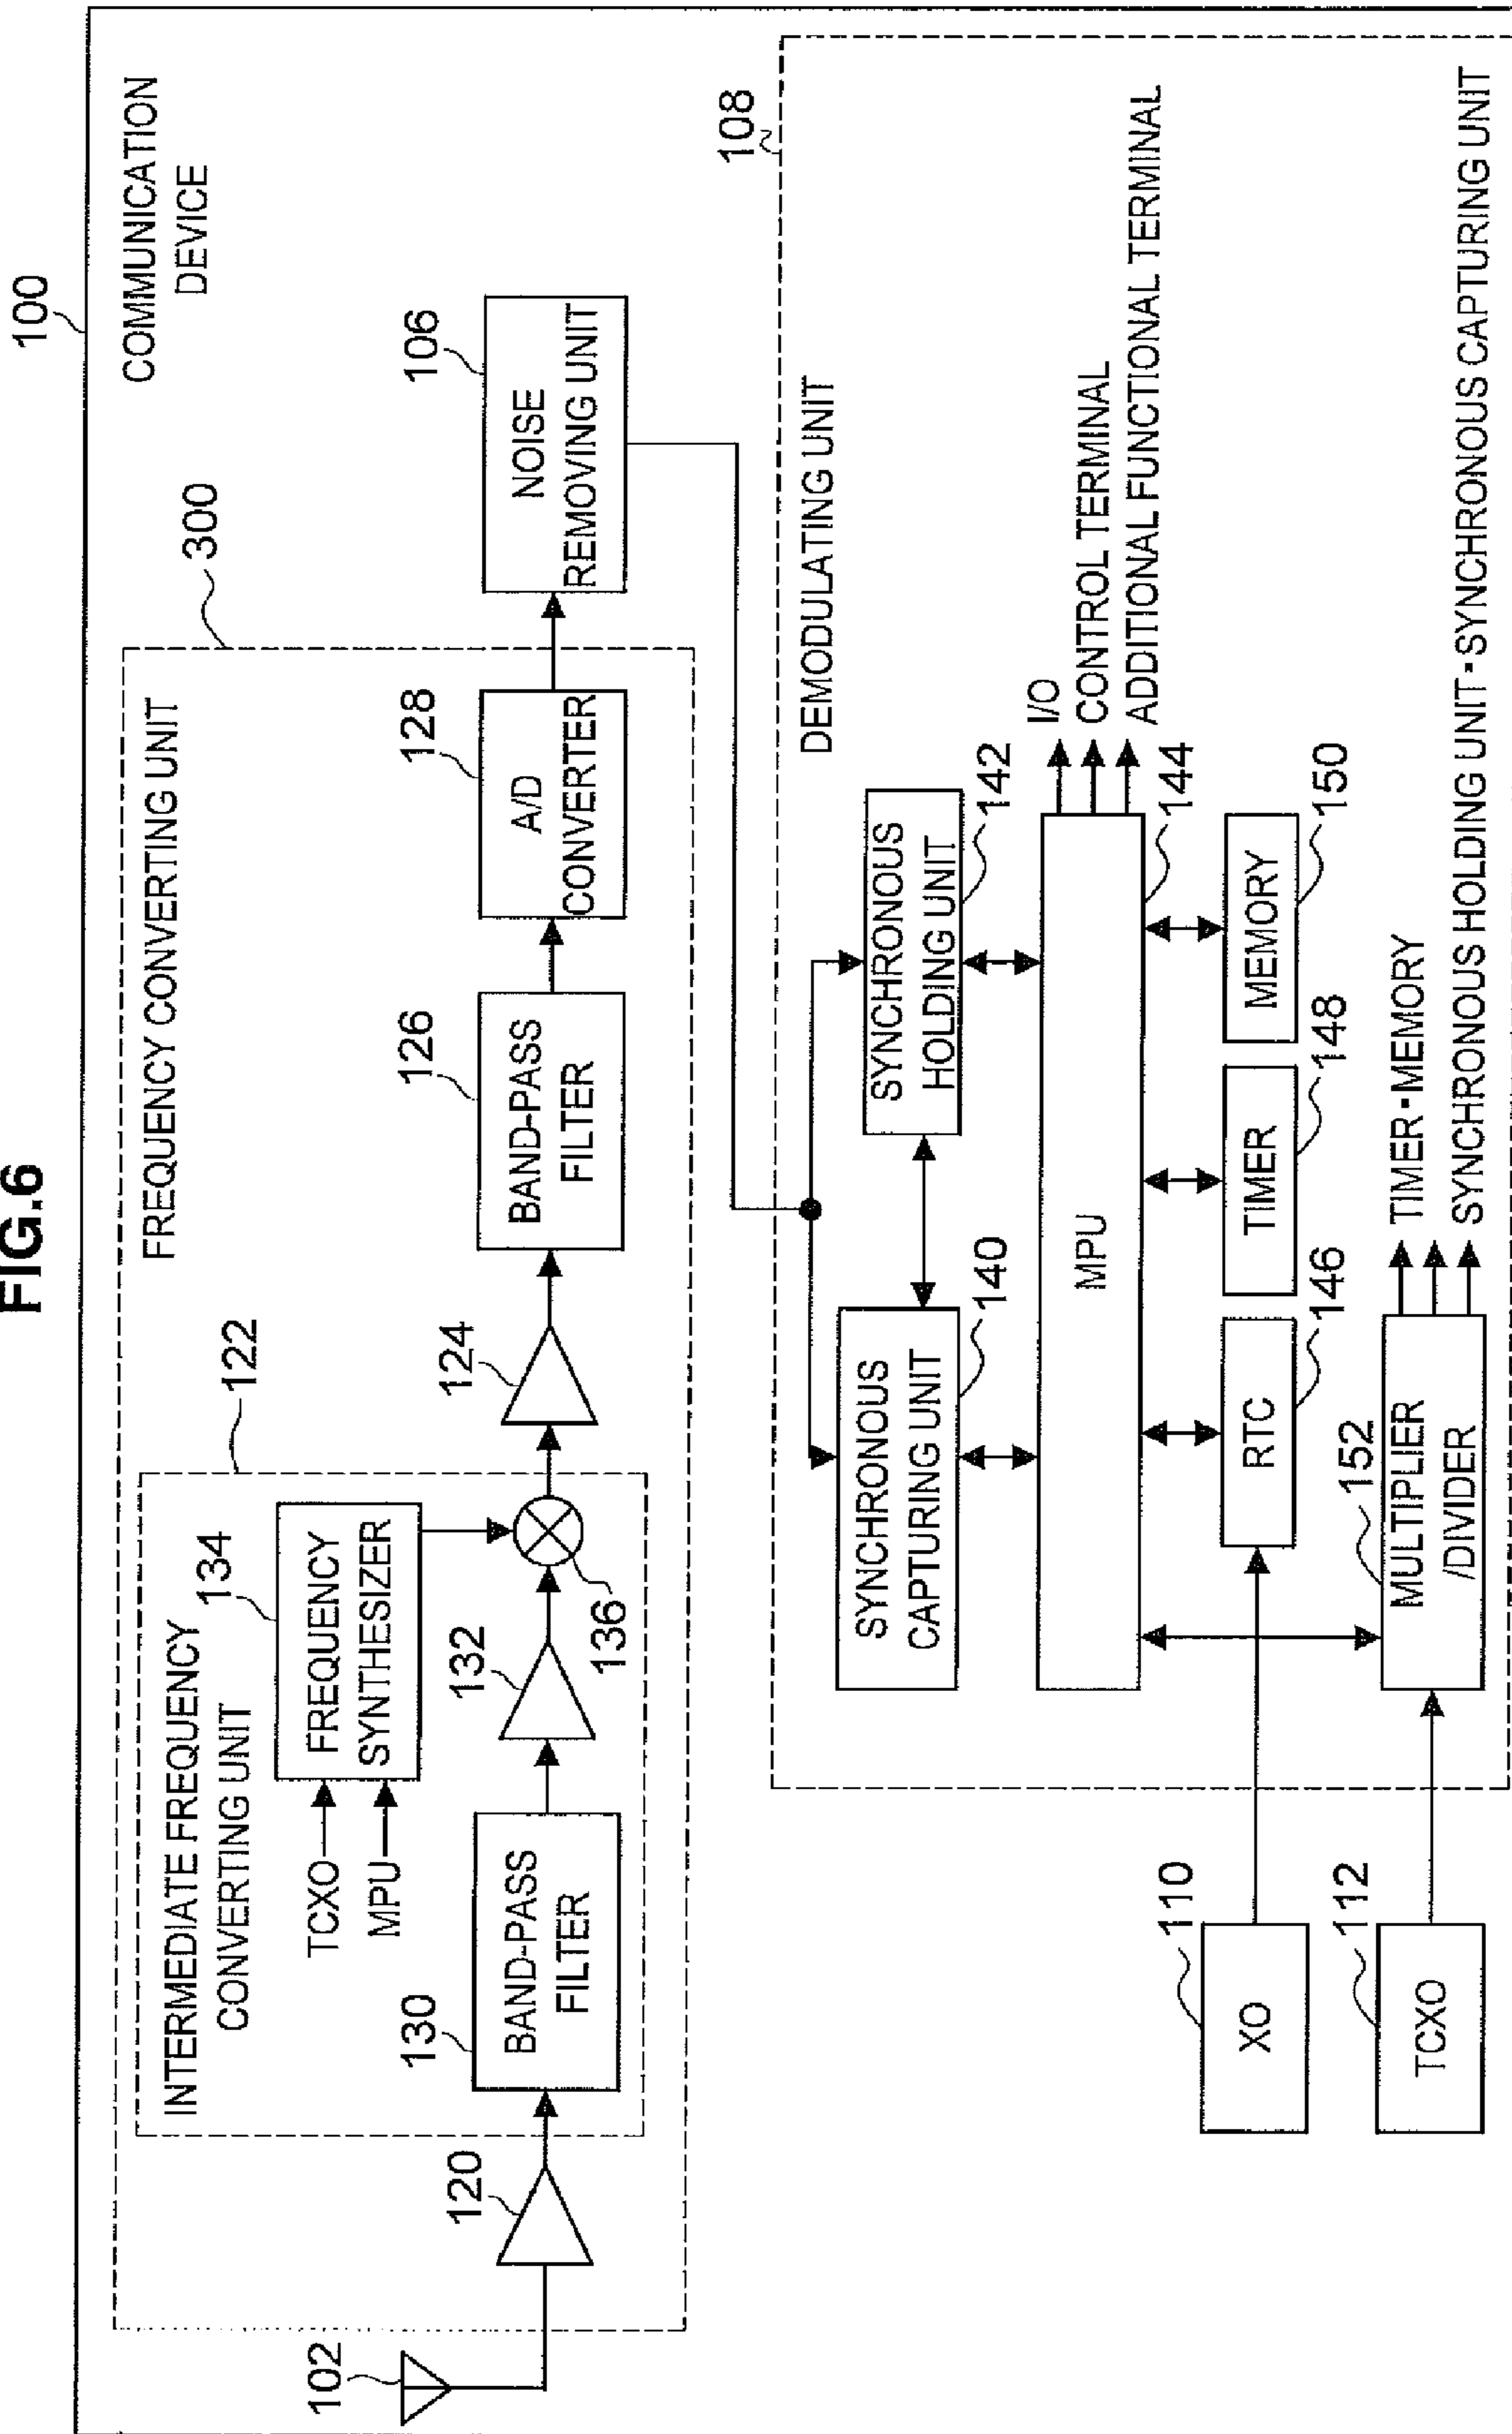 FIG.6
100
COMMUNICATION
DEVICE
300
FREQUENCY CONVERTING UNIT
122
INTERMEDIATE FREQUENCY
CONVERTING UNIT
134
FREQUENCY
SYNTHESIZER
TCXO
MPU
102
120
130
BAND-PASS
FILTER
132
136
124
126
BAND-PASS
FILTER
128
A/D
CONVERTER
106
NOISE
REMOVING UNIT
108
DEMODULATING UNIT
SYNCHRONOUS
CAPTURING UNIT
140
SYNCHRONOUS
HOLDING UNIT
142
MPU
144
I/O
CONTROL TERMINAL
ADDITIONAL FUNCTIONAL TERMINAL
RTC
146
TIMER
148
MEMORY
150
110
XO
112
TCXO
152
MULTIPLIER
/DIVIDER
TIMER・MEMORY
SYNCHRONOUS HOLDING UNIT・SYNCHRONOUS CAPTURING UNIT